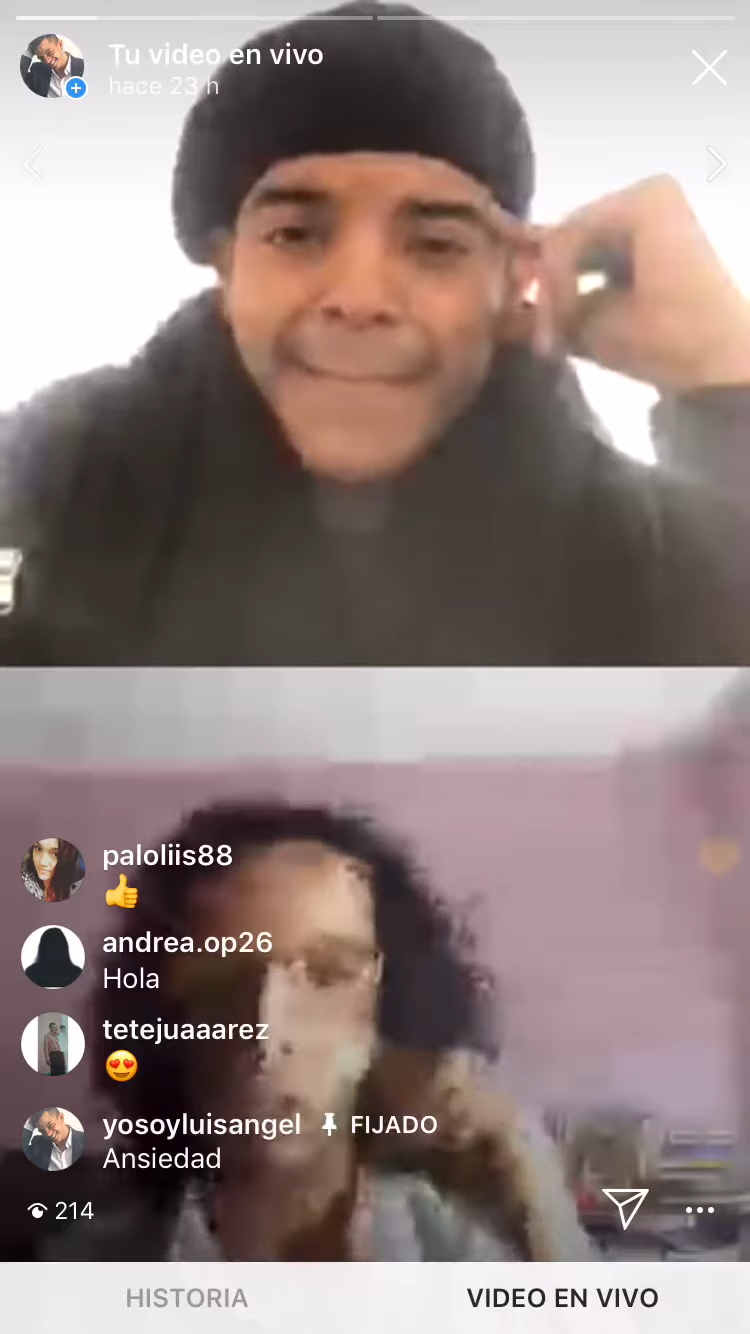 Tu video en vivo
hace 23 h
paloliis88
👍
andrea.op26
Hola
tetejuaaarez
😍
yosoyluisangel FIJADO
Ansiedad
214
HISTORIA
VIDEO EN VIVO